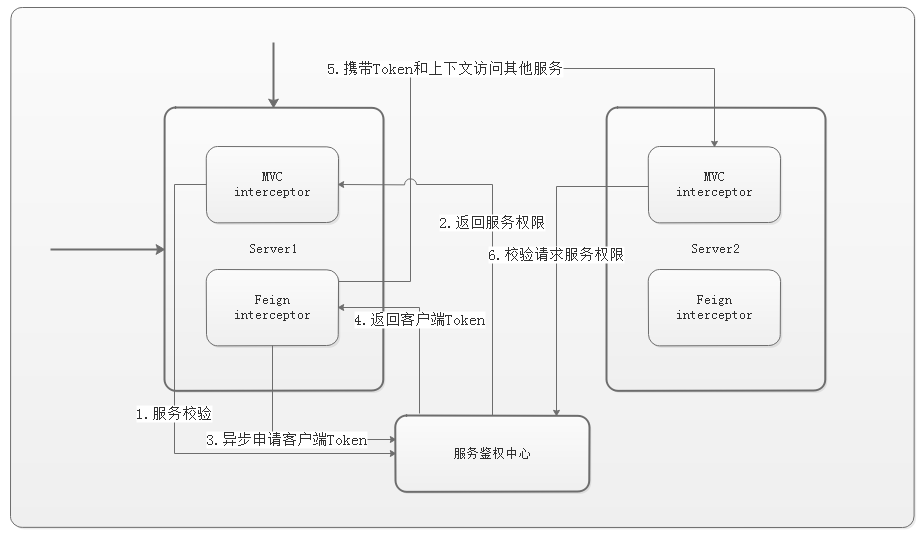 5.携带Token和上下文访问其他服务
MVC
interceptor
MVC
interceptor
2.返回服务权限
Server1
Server2
6.校验请求服务权限
Feign
interceptor
Feign
interceptor
4.返回客户端Token
1.服务校验
3.异步申请客户端Token
服务鉴权中心